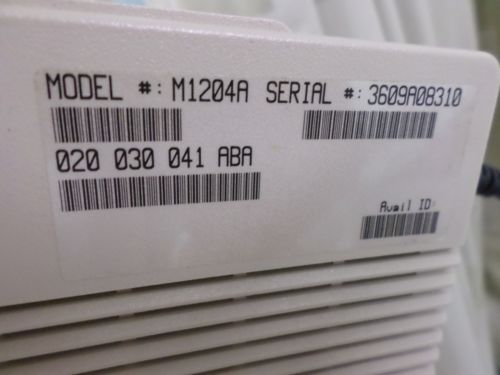 MODEL #: M1204A SERIAL #: 3609A08310
020 030 041 ABA
Avail ID: